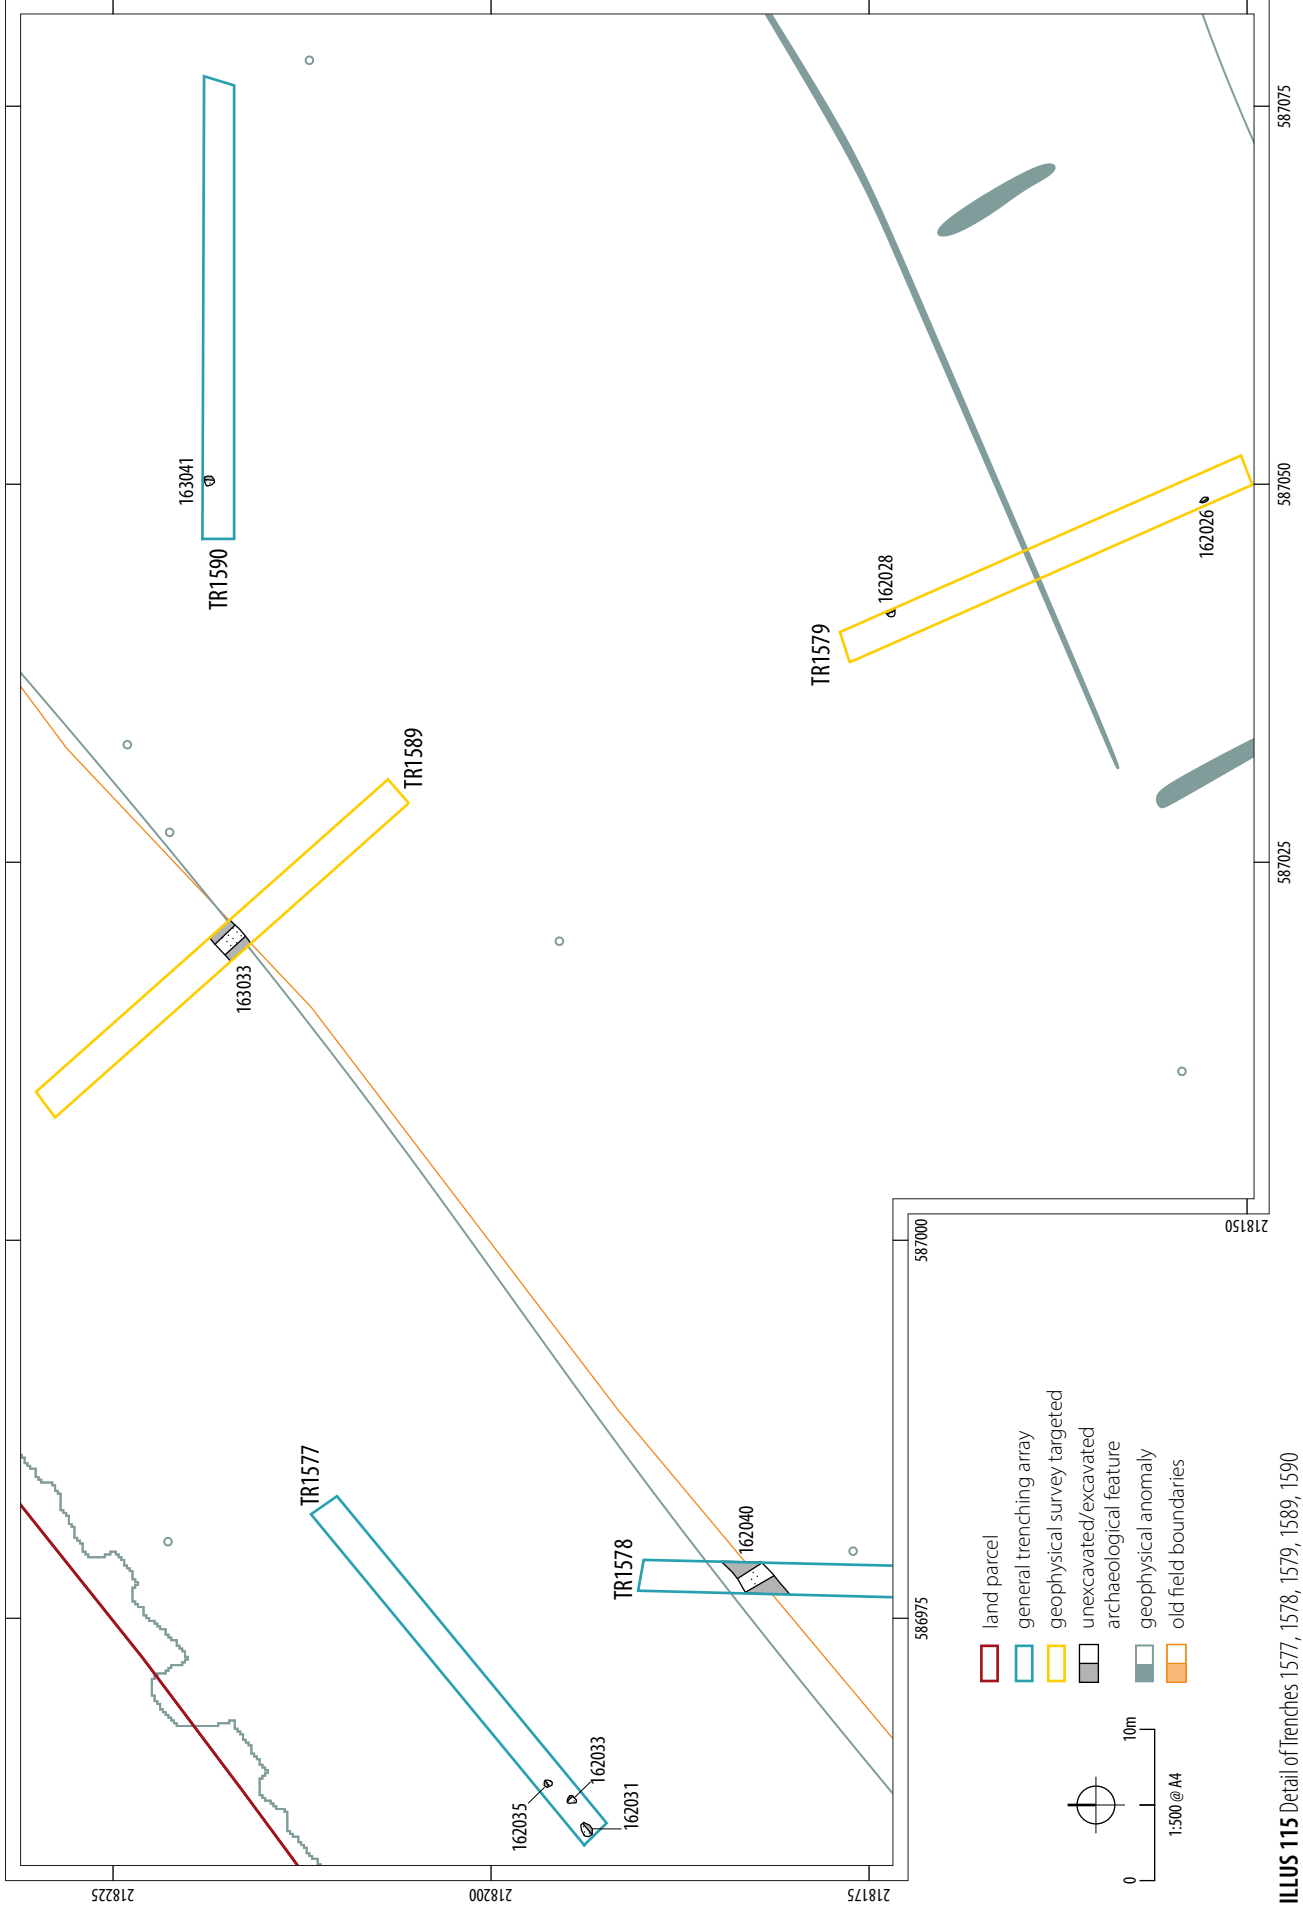 218225
218200
218175
218150
587075
587050
587025
587000
586975
TR1590
163041
TR1589
163033
TR1579
162028
162026
TR1577
162035
162033
162031
TR1578
162040
land parcel
general trenching array
geophysical survey targeted
unexcavated/excavated
archaeological feature
geophysical anomaly
old field boundaries
0
10m
1:500 @ A4
ILLUS 115 Detail of Trenches 1577, 1578, 1579, 1589, 1590